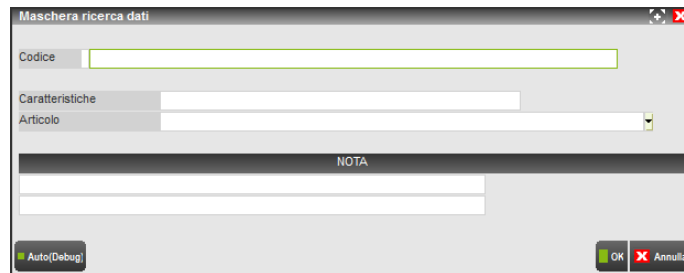 Maschera ricerca dati
Codice
Caratteristiche
Articolo
NOTA
Auto(Debug)
OK
Annulla